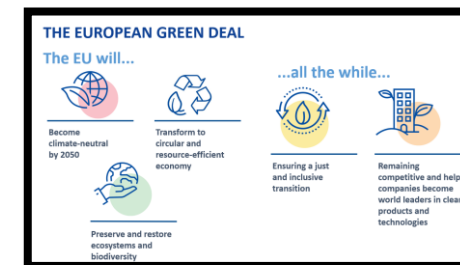 THE EUROPEAN GREEN DEAL
The EU will...
Become
climate-neutral
by 2050
Transform to
circular and
resource-efficient
economy
Preserve and restore
ecosystems and
biodiversity
...all the while...
Ensuring a just
and inclusive
transition
Remaining
competitive and help
companies become
world leaders in clean
products and
technologies